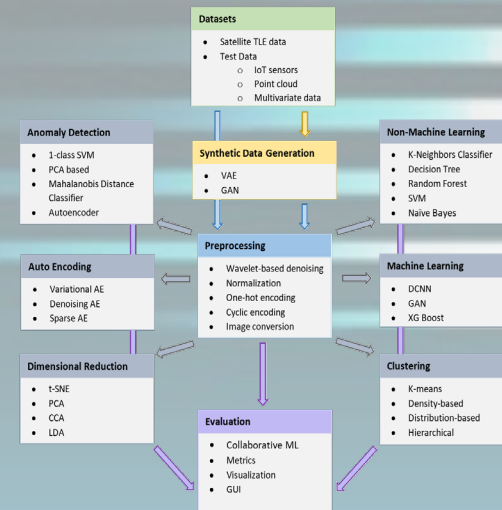 Datasets
• Satellite TLE data
• Test Data
o IoT sensors
o Point cloud
o Multivariate data
Anomaly Detection
• 1-class SVM
• PCA based
• Mahalanobis Distance
Classifier
• Autoencoder
Synthetic Data Generation
• VAE
• GAN
Non-Machine Learning
• K-Neighbors Classifier
• Decision Tree
• Random Forest
• SVM
• Naïve Bayes
Preprocessing
• Wavelet-based denoising
• Normalization
• One-hot encoding
• Cyclic encoding
• Image conversion
Auto Encoding
• Variational AE
• Denoising AE
• Sparse AE
Machine Learning
• DCNN
• GAN
• XG Boost
Dimensional Reduction
• t-SNE
• PCA
• CCA
• LDA
Evaluation
• Collaborative ML
• Metrics
• Visualization
• GUI
Clustering
• K-means
• Density-based
• Distribution-based
• Hierarchical